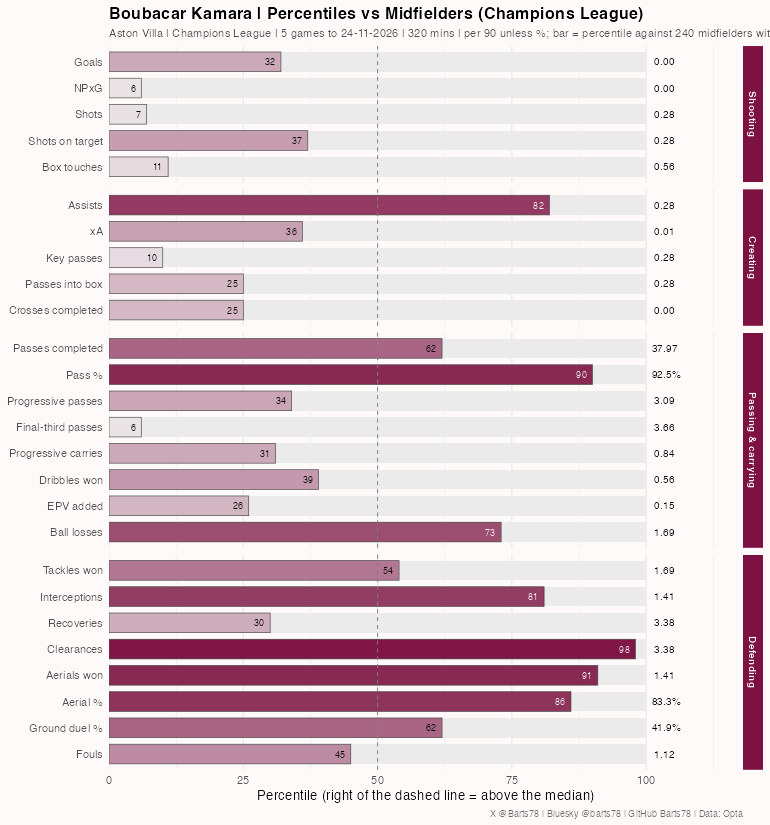 Boubacar Kamara | Percentiles vs Midfielders (Champions League)
Aston Villa | Champions League | 5 games to 24-11-2026 | 320 mins | per 90 unless %; bar = percentile against 240 midfielders wit
Shooting
Goals 32 0.00
NPxG 6 0.00
Shots 7 0.28
Shots on target 37 0.28
Box touches 11 0.56
Creating
Assists 82 0.28
xA 36 0.01
Key passes 10 0.28
Passes into box 25 0.28
Crosses completed 25 0.00
Passing & carrying
Passes completed 62 37.97
Pass % 90 92.5%
Progressive passes 34 3.09
Final-third passes 6 3.66
Progressive carries 31 0.84
Dribbles won 39 0.56
EPV added 26 0.15
Ball losses 73 1.69
Defending
Tackles won 54 1.69
Interceptions 81 1.41
Recoveries 30 3.38
Clearances 98 3.38
Aerials won 91 1.41
Aerial % 86 83.3%
Ground duel % 62 41.9%
Fouls 45 1.12
0 25 50 75 100
Percentile (right of the dashed line = above the median)
X @Barts78 | Bluesky @barts78 | GitHub Barts78 | Data: Opta